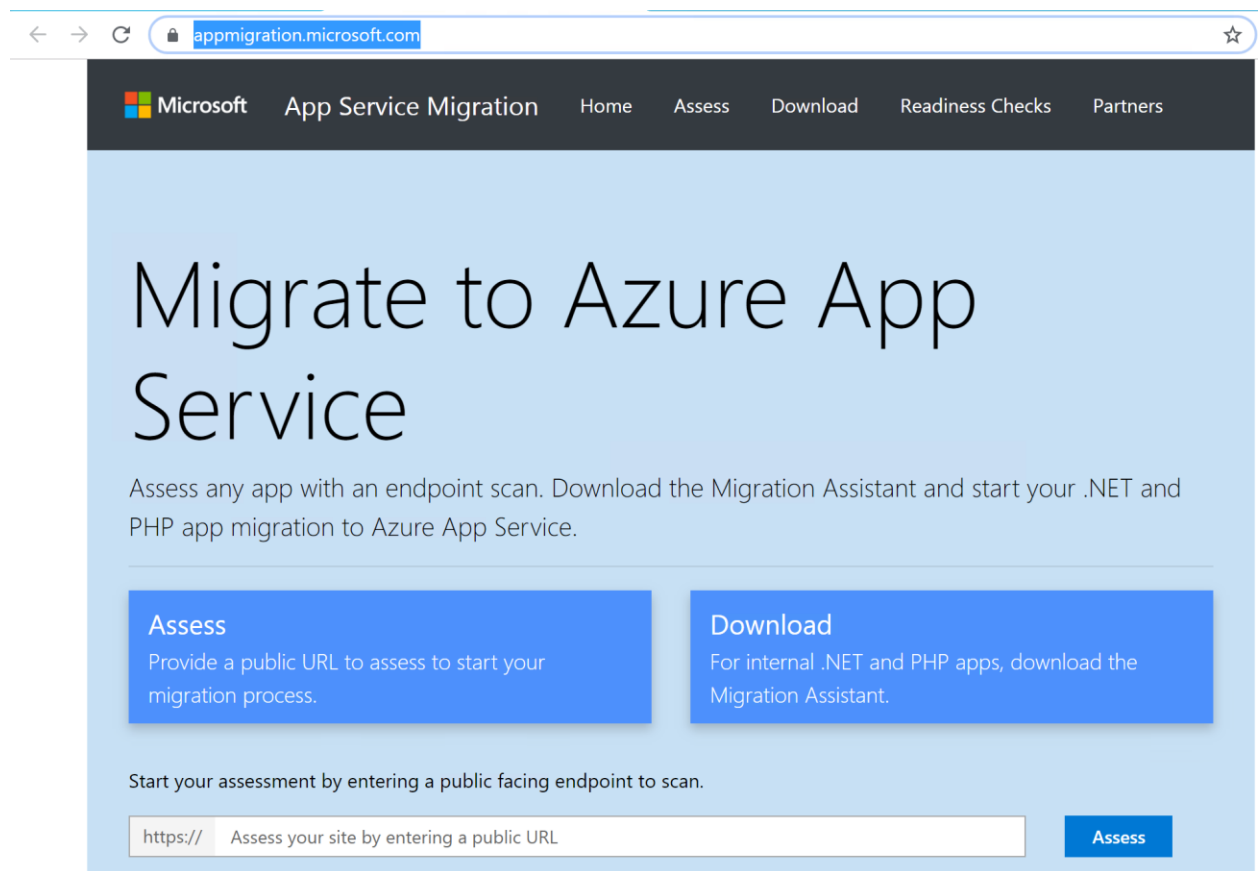 appmigration.microsoft.com
Microsoft App Service Migration Home Assess Download Readiness Checks Partners
Migrate to Azure App
Service
Assess any app with an endpoint scan. Download the Migration Assistant and start your .NET and
PHP app migration to Azure App Service.
Assess
Provide a public URL to assess to start your
migration process.
Download
For internal .NET and PHP apps, download the
Migration Assistant.
Start your assessment by entering a public facing endpoint to scan.
https:// Assess your site by entering a public URL Assess